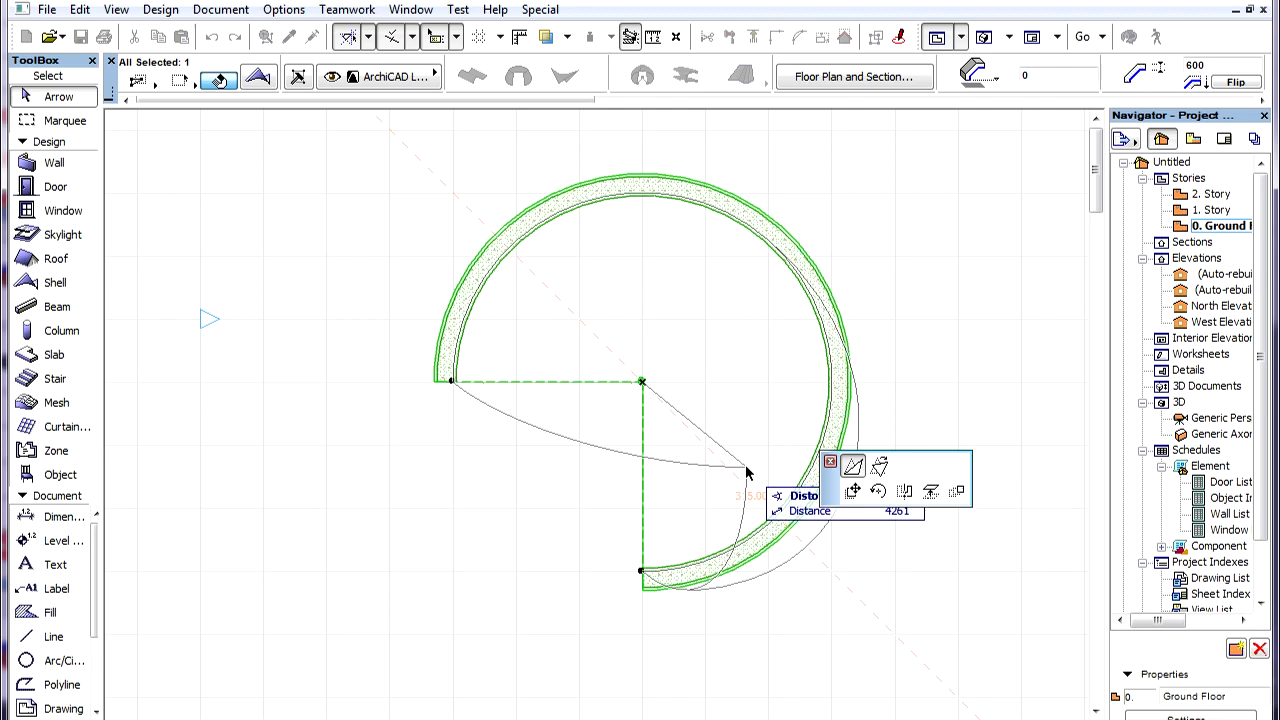 File Edit View Design Document Options Teamwork Window Test Help Special
Go
ToolBox
Select
Arrow
Marquee
Design
Wall
Door
Window
Skylight
Roof
Shell
Beam
Column
Slab
Stair
Mesh
Curtain...
Zone
Object
Document
Dimen...
Level ...
Text
A1 Label
Fill
Line
Arc/Ci...
Polyline
Drawing
All Selected: 1
ArchiCAD L...
Floor Plan and Section...
0
600
Flip
Disto
Distance 4261
Navigator - Project ...
Untitled
Stories
2. Story
1. Story
0. Ground
Sections
Elevations
(Auto-rebui
(Auto-rebuil
North Elevat
West Elevati
Interior Elevation
Worksheets
Details
3D Documents
3D
Generic Pers
Generic Axor
Schedules
Element
Door List
Object In
Wall List
Window
Component
Project Indexes
Drawing List
Sheet Index
View List
Properties
0. Ground Floor